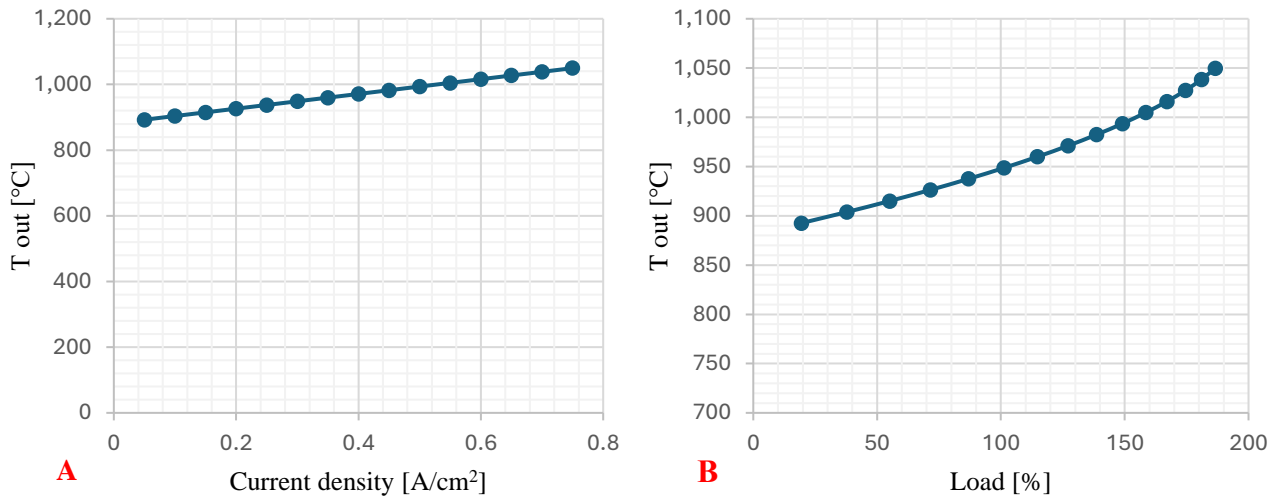 1,200
1,000
800
600
400
200
0
T out [°C]
0 0.2 0.4 0.6 0.8
Current density [A/cm²]
A
1,100
1,050
1,000
950
900
850
800
750
700
T out [°C]
0 50 100 150 200
Load [%]
B